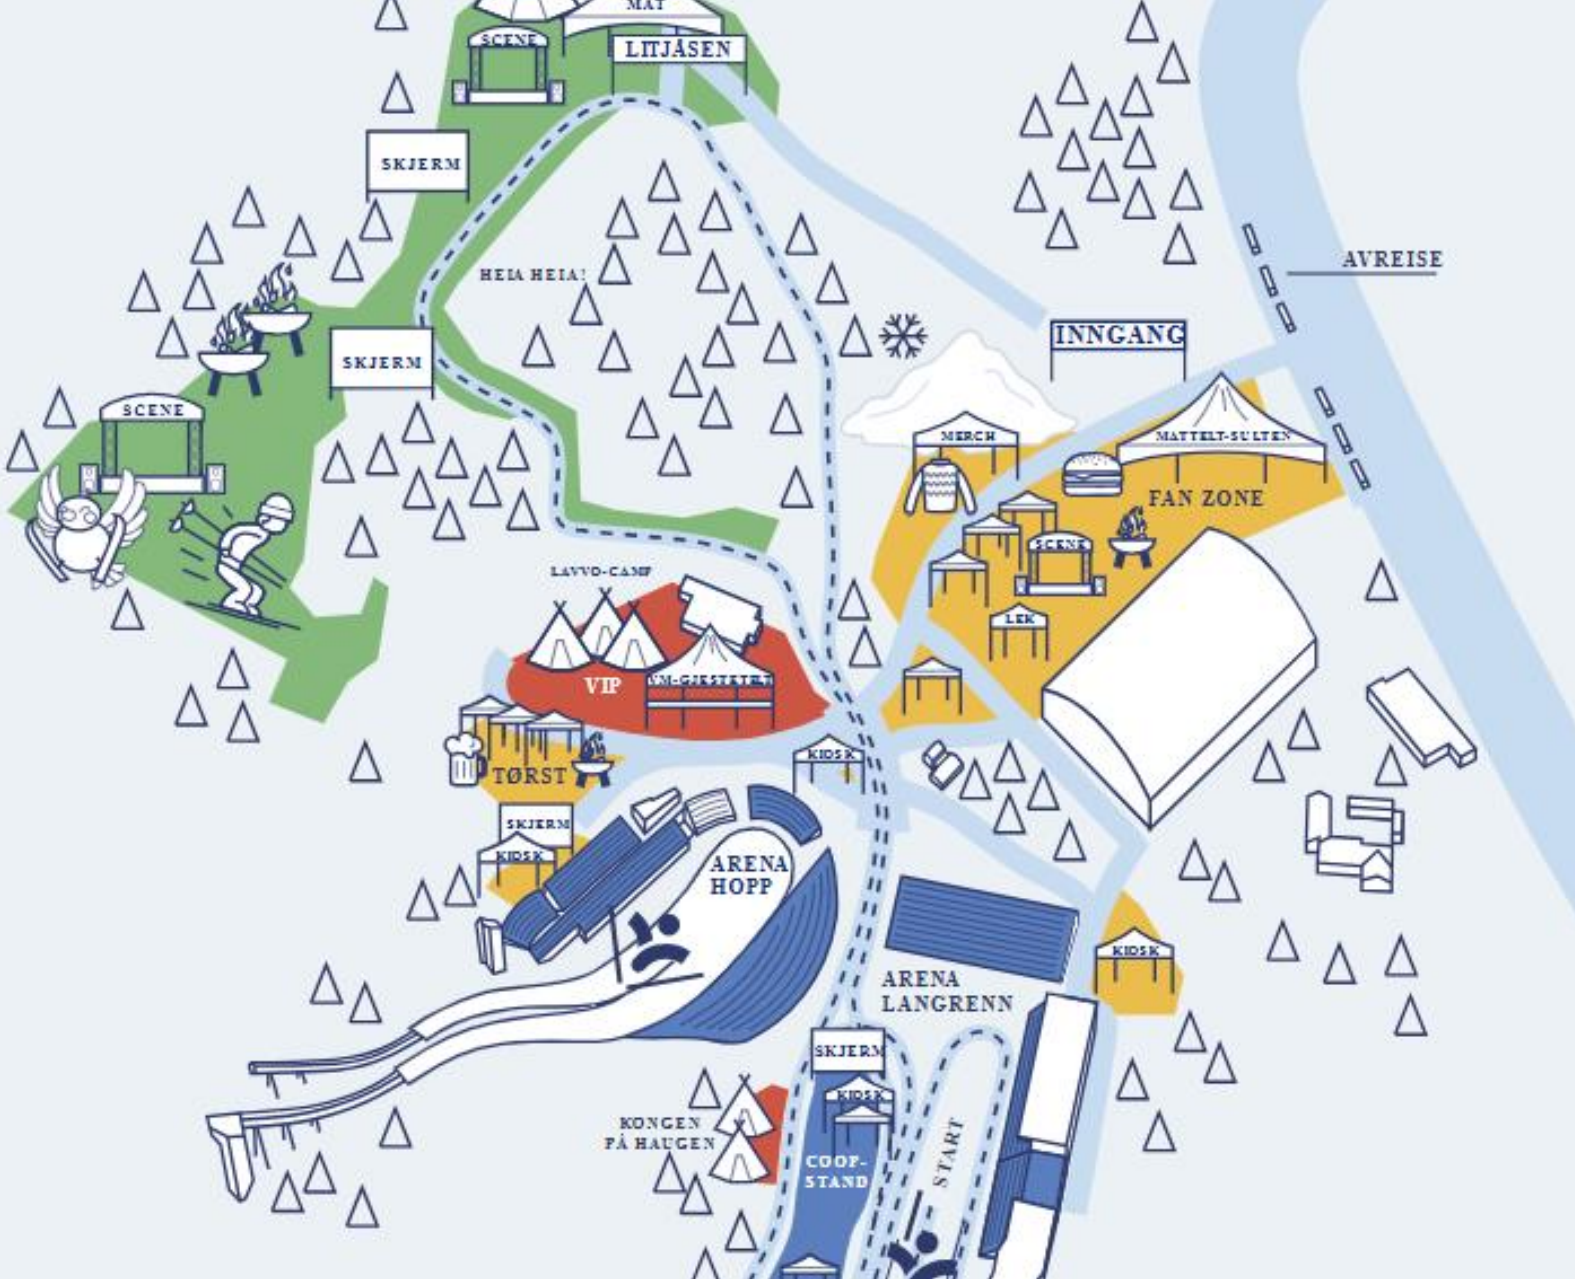 MAT
SCENE
LITJÅSEN
SKJERM
AVREISE
HEIA HEIA!
INNGANG
SKJERM
SCENE
MERCH
MATTELT-SULTEN
FAN ZONE
SCENE
LAVVO-CAMP
LEK
VIP
VM-GJESTETELT
KIOSK
TØRST
SKJERM
KIOSK
ARENA
HOPP
KIOSK
ARENA
LANGRENN
SKJERM
KIOSK
KONGEN
PÅ HAUGEN
START
COOP-
STAND